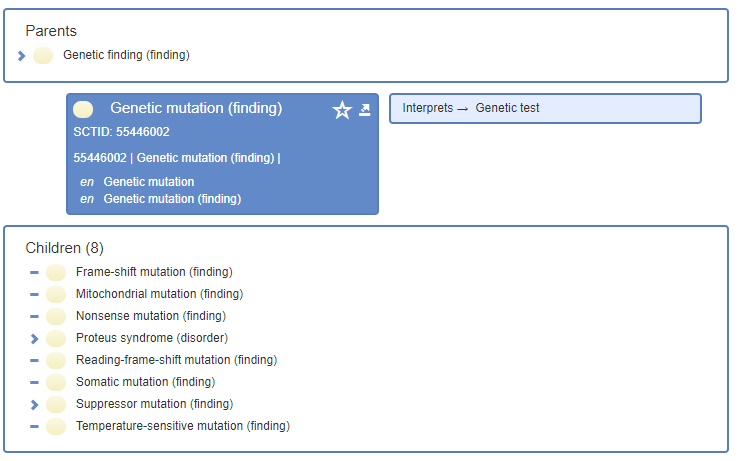 Parents
Genetic finding (finding)
Genetic mutation (finding)
SCTID: 55446002
55446002 | Genetic mutation (finding) |
en Genetic mutation
en Genetic mutation (finding)
Interprets → Genetic test
Children (8)
Frame-shift mutation (finding)
Mitochondrial mutation (finding)
Nonsense mutation (finding)
Proteus syndrome (disorder)
Reading-frame-shift mutation (finding)
Somatic mutation (finding)
Suppressor mutation (finding)
Temperature-sensitive mutation (finding)